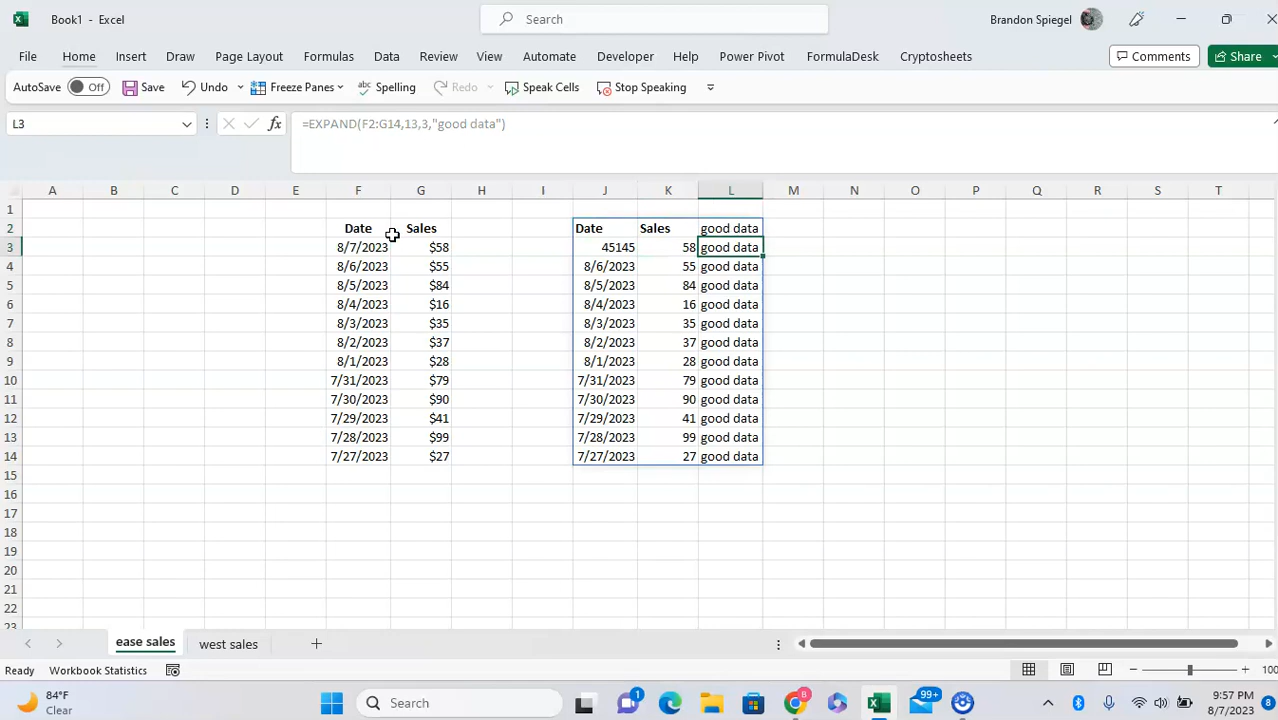 Book1 - Excel
Search
Brandon Spiegel
File Home Insert Draw Page Layout Formulas Data Review View Automate Developer Help Power Pivot FormulaDesk Cryptosheets Comments Share
AutoSave Off Save Undo Freeze Panes abc Spelling Redo Speak Cells Stop Speaking
L3 fx =EXPAND(F2:G14,13,3,"good data")
A B C D E F G H I J K L M N O P Q R S T
1
2 Date Sales Date Sales good data
3 8/7/2023 $58 45145 58 good data
4 8/6/2023 $55 8/6/2023 55 good data
5 8/5/2023 $84 8/5/2023 84 good data
6 8/4/2023 $16 8/4/2023 16 good data
7 8/3/2023 $35 8/3/2023 35 good data
8 8/2/2023 $37 8/2/2023 37 good data
9 8/1/2023 $28 8/1/2023 28 good data
10 7/31/2023 $79 7/31/2023 79 good data
11 7/30/2023 $90 7/30/2023 90 good data
12 7/29/2023 $41 7/29/2023 41 good data
13 7/28/2023 $99 7/28/2023 99 good data
14 7/27/2023 $27 7/27/2023 27 good data
15
16
17
18
19
20
21
22
23
ease sales west sales
Ready Workbook Statistics 100
84°F
Clear
Search
1
8
99+
9:57 PM
8/7/2023
8